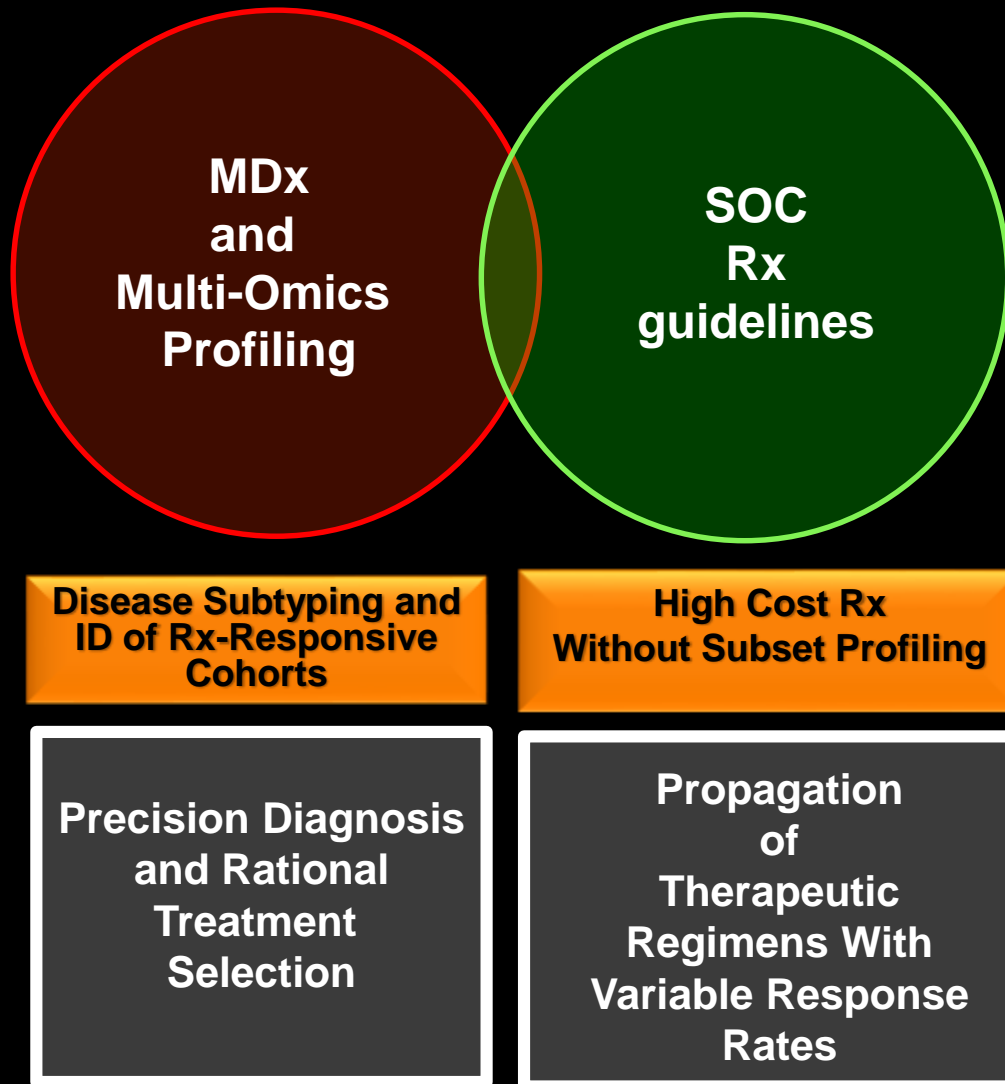 MDx
and
Multi-Omics
Profiling
SOC
Rx
guidelines
Disease Subtyping and
ID of Rx-Responsive
Cohorts
High Cost Rx
Without Subset Profiling
Precision Diagnosis
and Rational
Treatment
Selection
Propagation
of
Therapeutic
Regimens With
Variable Response
Rates